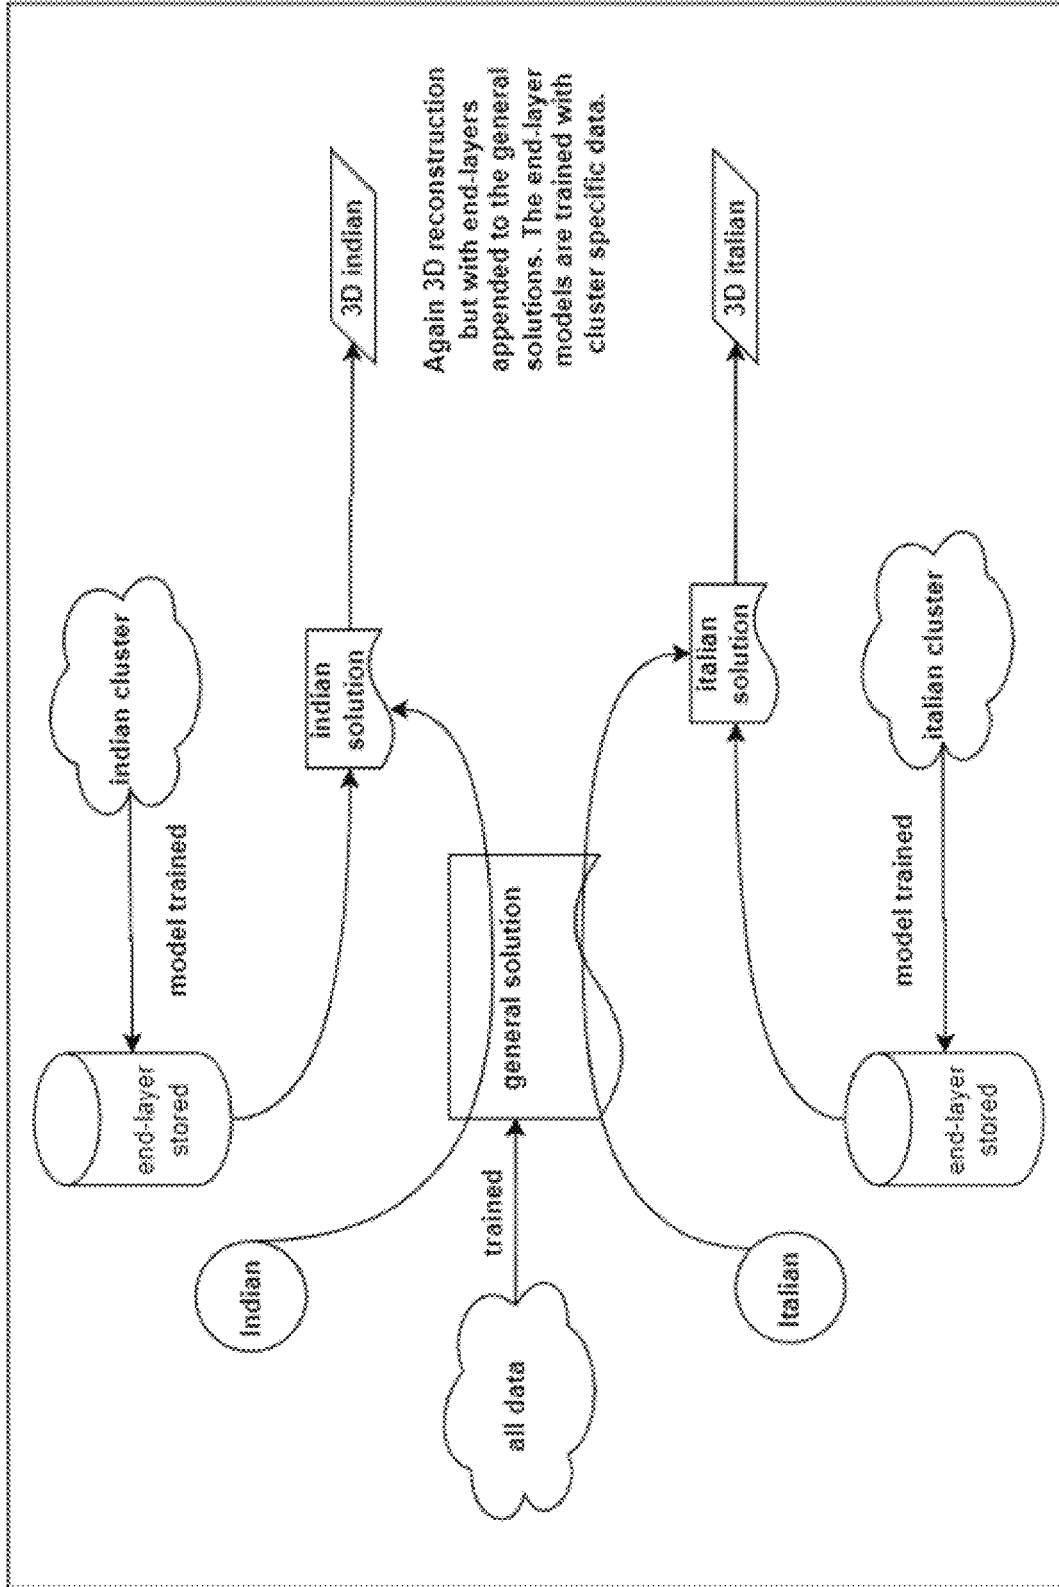 indian cluster
model trained
end-layer
stored
Indian
indian
solution
3D indian
Again 3D reconstruction
but with end-layers
appended to the general
solutions. The end-layer
models are trained with
cluster specific data.
all data
trained
general solution
Italian
italian
solution
3D italian
italian cluster
model trained
end-layer
stored